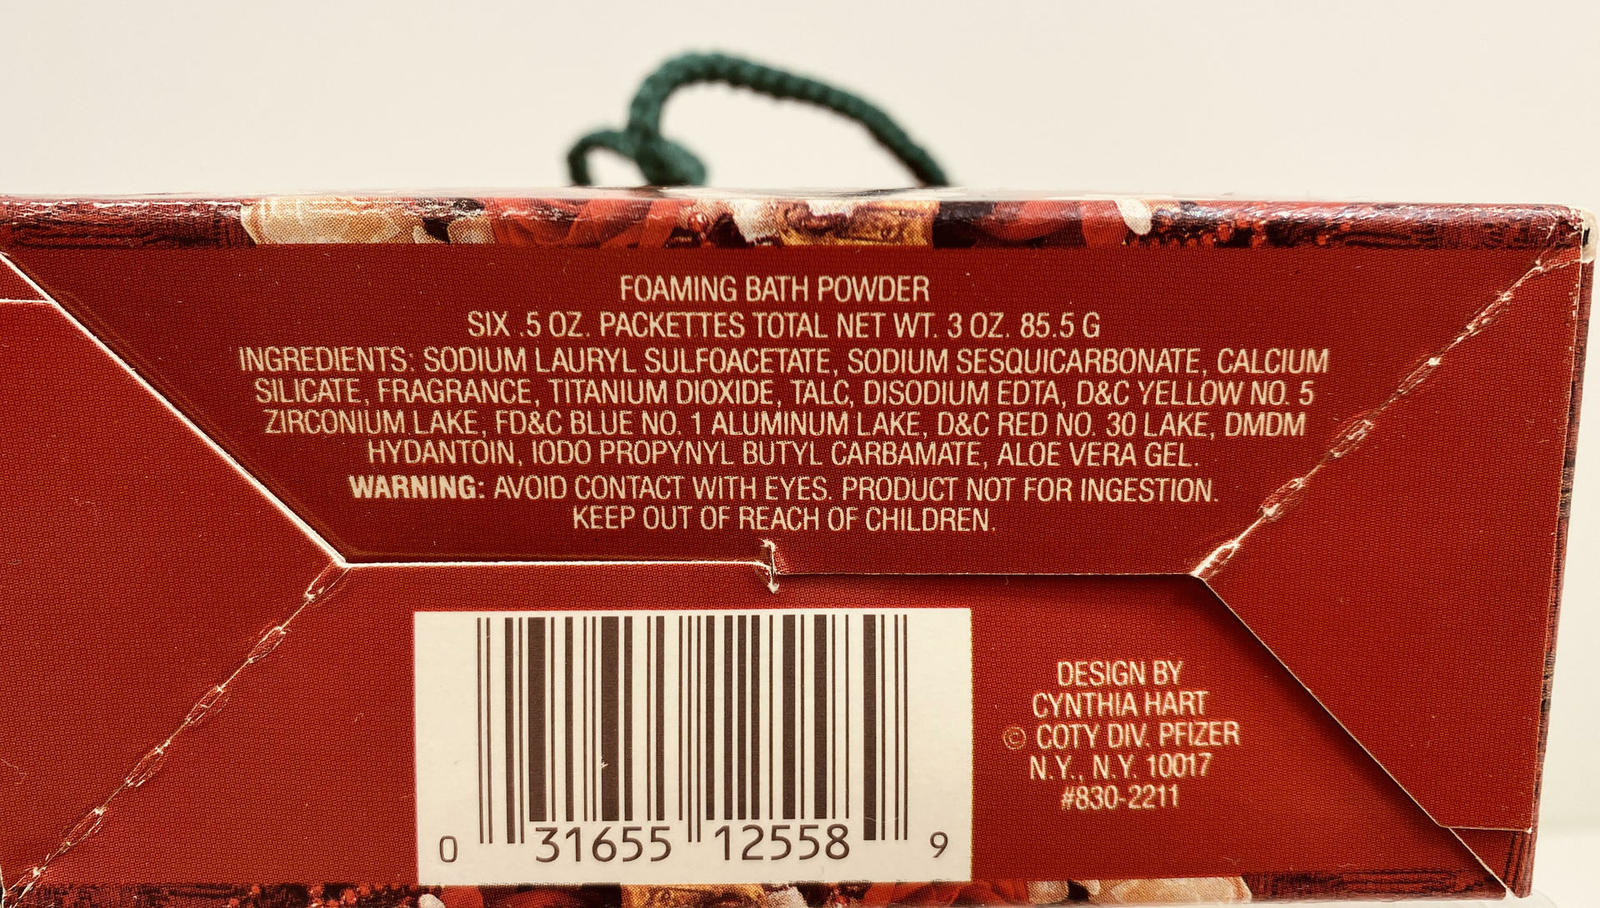 FOAMING BATH POWDER
SIX .5 OZ. PACKETTES TOTAL NET WT. 3 OZ. 85.5 G
INGREDIENTS: SODIUM LAURYL SULFOACETATE, SODIUM SESQUICARBONATE, CALCIUM
SILICATE, FRAGRANCE, TITANIUM DIOXIDE, TALC, DISODIUM EDTA, D&C YELLOW NO. 5
ZIRCONIUM LAKE, FD&C BLUE NO. 1 ALUMINUM LAKE, D&C RED NO. 30 LAKE, DMDM
HYDANTOIN, IODO PROPYNYL BUTYL CARBAMATE, ALOE VERA GEL.
WARNING: AVOID CONTACT WITH EYES. PRODUCT NOT FOR INGESTION.
KEEP OUT OF REACH OF CHILDREN.
0 31655 12558 9
DESIGN BY
CYNTHIA HART
© COTY DIV. PFIZER
N.Y., N.Y. 10017
#830-2211